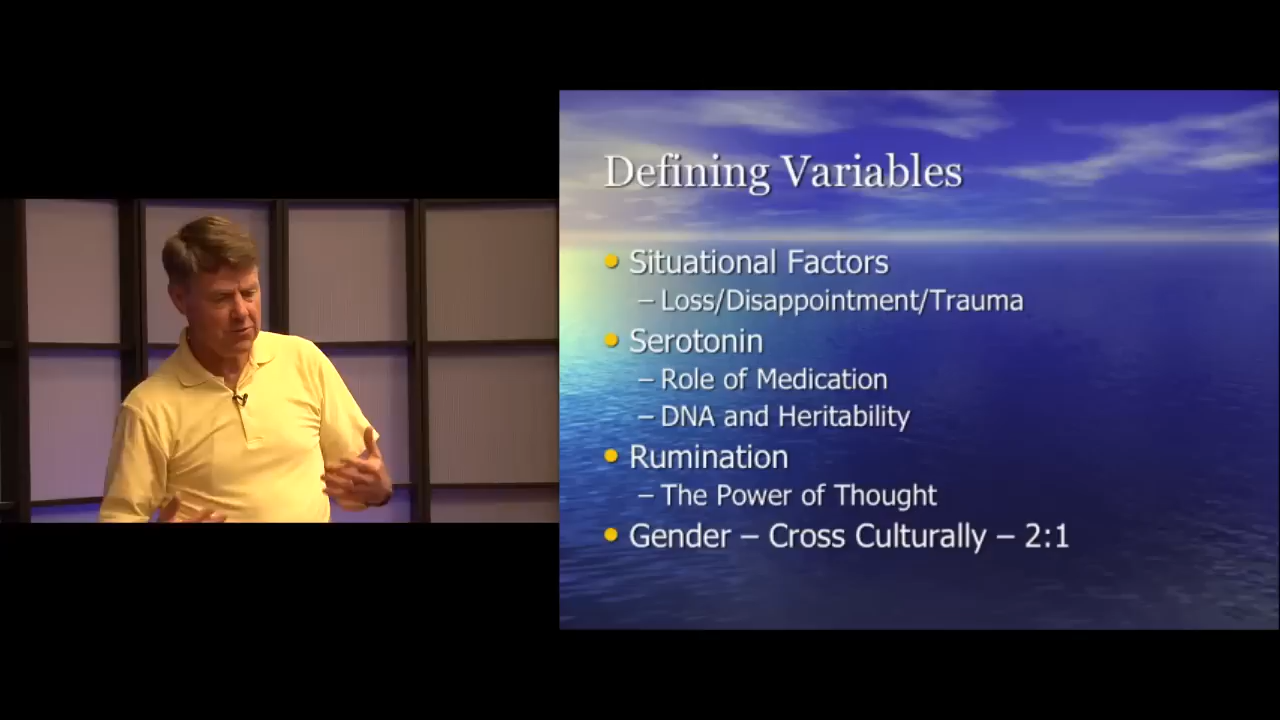 Defining Variables
• Situational Factors
– Loss/Disappointment/Trauma
• Serotonin
– Role of Medication
– DNA and Heritability
• Rumination
– The Power of Thought
• Gender – Cross Culturally – 2:1